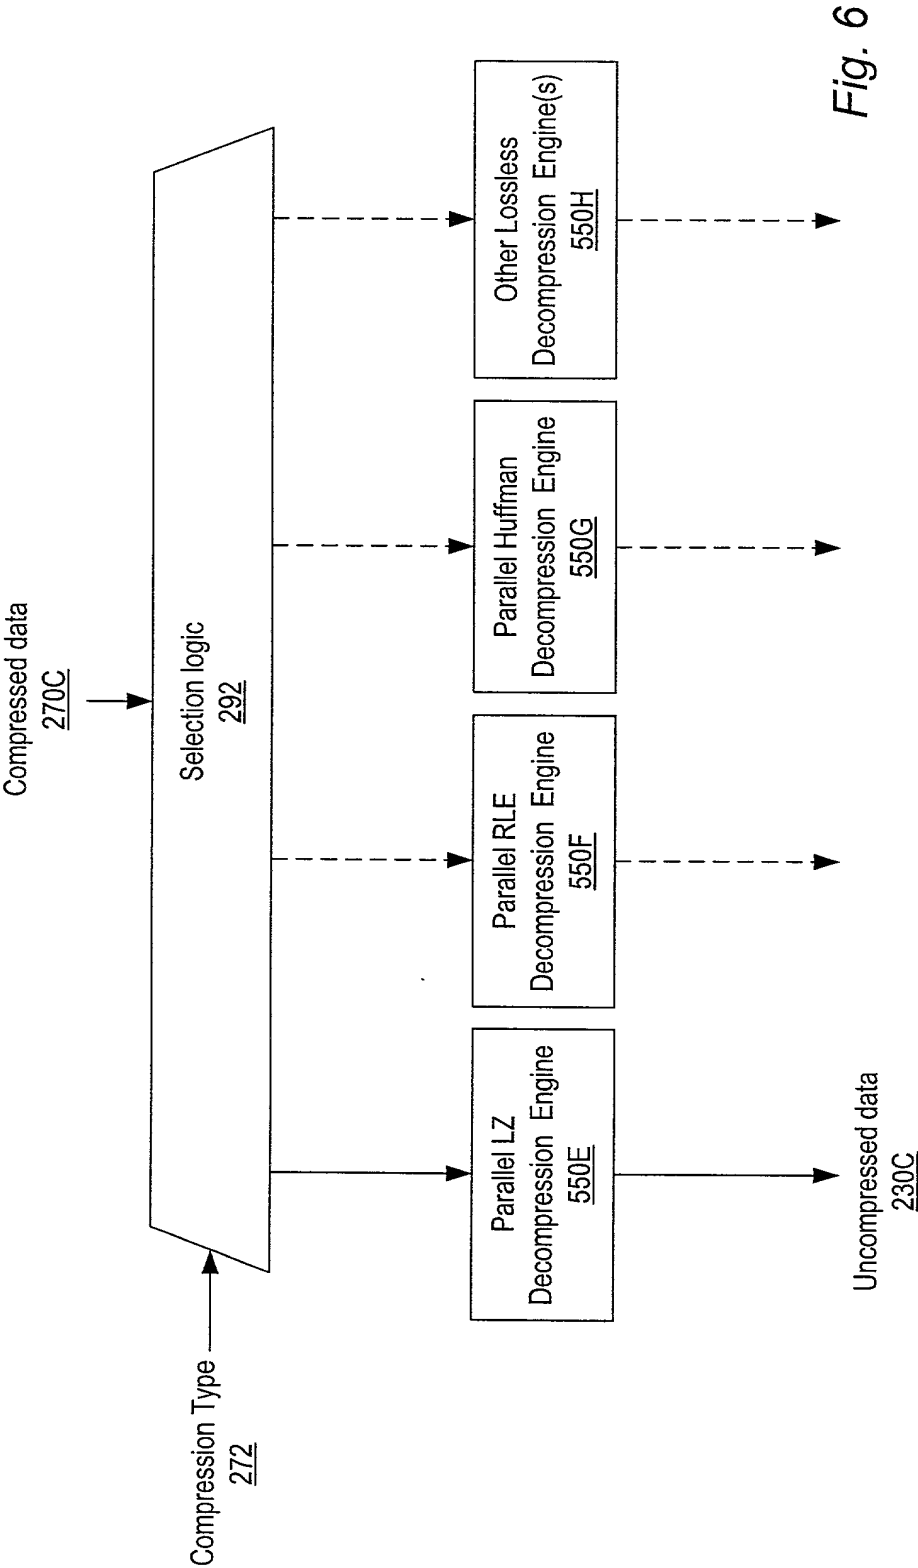 Compressed data
270C
Compression Type
272
Selection logic
292
Parallel LZ
Decompression Engine
550E
Parallel RLE
Decompression Engine
550F
Parallel Huffman
Decompression Engine
550G
Other Lossless
Decompression Engine(s)
550H
Uncompressed data
230C
Fig. 6